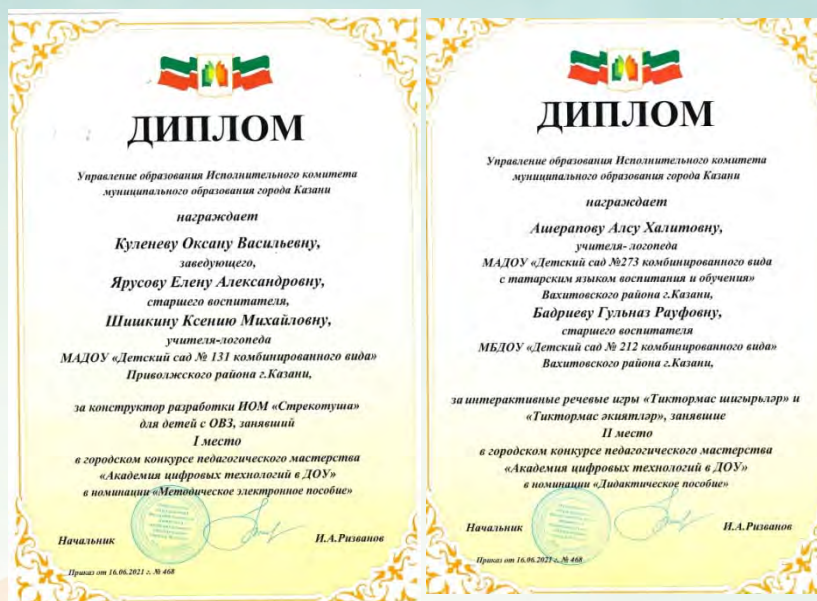 ДИПЛОМ
Управление образования Исполнительного комитета
муниципального образования города Казани
награждает
Куленеву Оксану Васильевну,
заведующего,
Ярусову Елену Александровну,
старшего воспитателя,
Шишкину Ксению Михайловну,
учителя-логопеда
МАДОУ «Детский сад № 131 комбинированного вида»
Приволжского района г.Казани,
за конструктор разработки ИОМ «Стрекотуша»
для детей с ОВЗ, занявший
I место
в городском конкурсе педагогического мастерства
«Академия цифровых технологий в ДОУ»
в номинации «Методическое электронное пособие»
Начальник
И.А.Ризванов
Приказ от 16.06.2021 г. № 468
ДИПЛОМ
Управление образования Исполнительного комитета
муниципального образования города Казани
награждает
Ашерапову Алсу Халитовну,
учителя- логопеда
МАДОУ «Детский сад №273 комбинированного вида
с татарским языком воспитания и обучения»
Вахитовского района г.Казани,
Бадриеву Гульназ Рауфовну,
старшего воспитателя
МБДОУ «Детский сад № 212 комбинированного вида»
Вахитовского района г.Казани,
за интерактивные речевые игры «Тиктормас шигырьләр» и
«Тиктормас әкиятләр», занявшие
II место
в городском конкурсе педагогического мастерства
«Академия цифровых технологий в ДОУ»
в номинации «Дидактическое пособие»
Начальник
И.А.Ризванов
Приказ от 16.06.2021 г. № 468